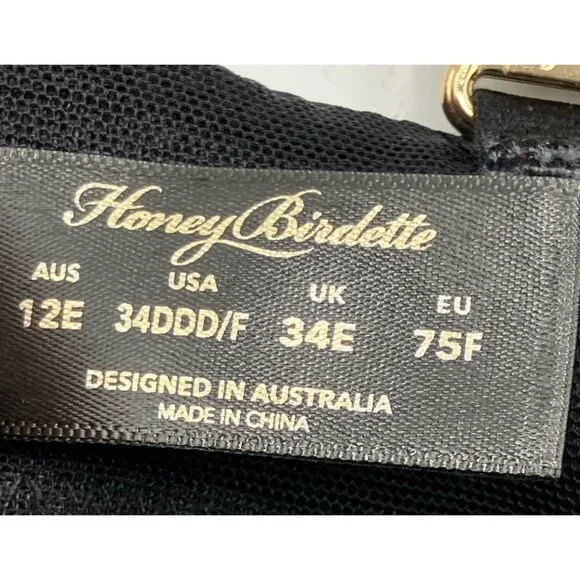 Honey Birdette
AUS USA UK EU
12E 34DDD/F 34E 75F
DESIGNED IN AUSTRALIA
MADE IN CHINA